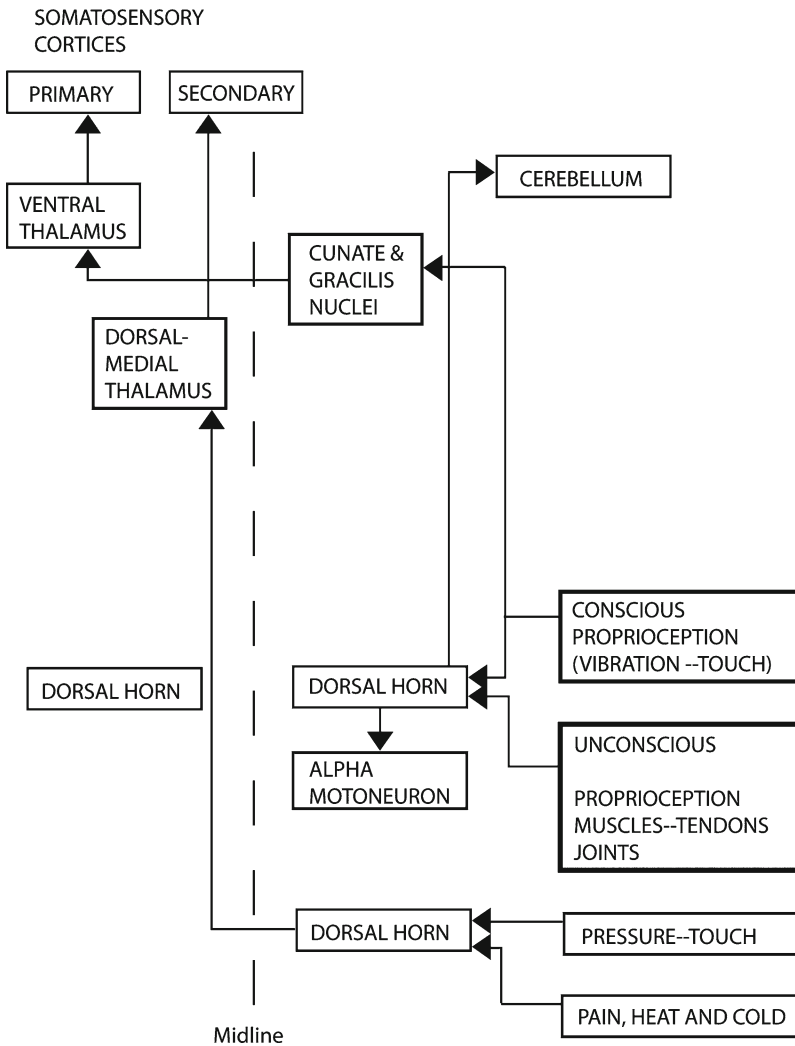 SOMATOSENSORY
CORTICES
PRIMARY
SECONDARY
CEREBELLUM
VENTRAL
THALAMUS
CUNATE &
GRACILIS
NUCLEI
DORSAL-
MEDIAL
THALAMUS
CONSCIOUS
PROPRIOCEPTION
(VIBRATION --TOUCH)
DORSAL HORN
DORSAL HORN
UNCONSCIOUS
PROPRIOCEPTION
MUSCLES--TENDONS
JOINTS
ALPHA
MOTONEURON
DORSAL HORN
PRESSURE--TOUCH
PAIN, HEAT AND COLD
Midline